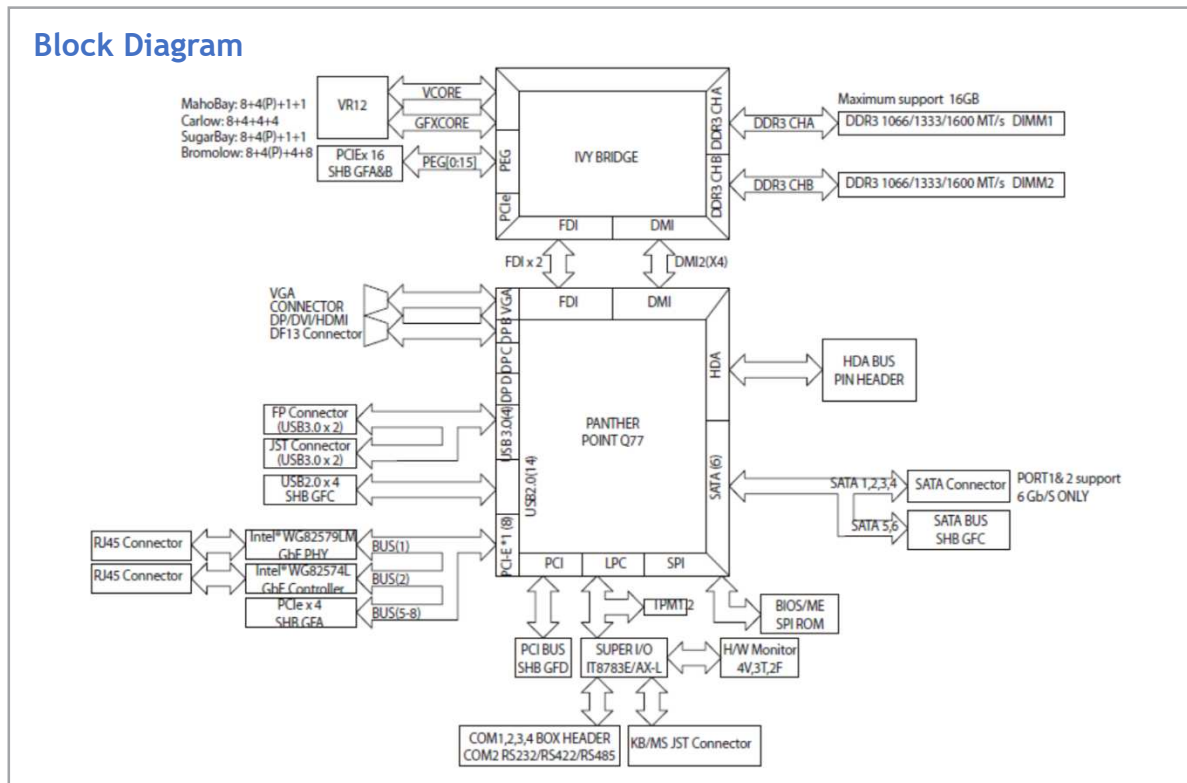 Block Diagram
MahoBay: 8+4(P)+1+1
Carlow: 8+4+4+4
SugarBay: 8+4(P)+1+1
Bromolow: 8+4(P)+4+8
VR12
VCORE
GFXCORE
PCIEx 16
SHB GFA&B
PEG[0:15]
PEG
PCIe
IVY BRIDGE
DDR3 CHA
DDR3 CHB
FDI
DMI
DDR3 CHA
DDR3 CHB
Maximum support 16GB
DDR3 1066/1333/1600 MT/s DIMM1
DDR3 1066/1333/1600 MT/s DIMM2
FDI x 2
DMI2(X4)
VGA
CONNECTOR
DP/DVI/HDMI
DF13 Connector
VGA
DP B
DP C
DP D
USB 3.0(4)
USB2.0(14)
PCI-E *1 (8)
FDI
DMI
HDA
SATA (6)
PANTHER
POINT Q77
PCI
LPC
SPI
HDA BUS
PIN HEADER
FP Connector
(USB3.0 x 2)
JST Connector
(USB3.0 x 2)
USB2.0 x 4
SHB GFC
SATA 1,2,3,4
SATA Connector
PORT1& 2 support
6 Gb/S ONLY
SATA 5,6
SATA BUS
SHB GFC
RJ45 Connector
Intel® WG82579LM
GbE PHY
BUS(1)
RJ45 Connector
Intel® WG82574L
GbE Controller
BUS(2)
PCIe x 4
SHB GFA
BUS(5-8)
TPM1,2
BIOS/ME
SPI ROM
PCI BUS
SHB GFD
SUPER I/O
IT8783E/AX-L
H/W Monitor
4V,3T,2F
COM1,2,3,4 BOX HEADER
COM2 RS232/RS422/RS485
KB/MS JST Connector